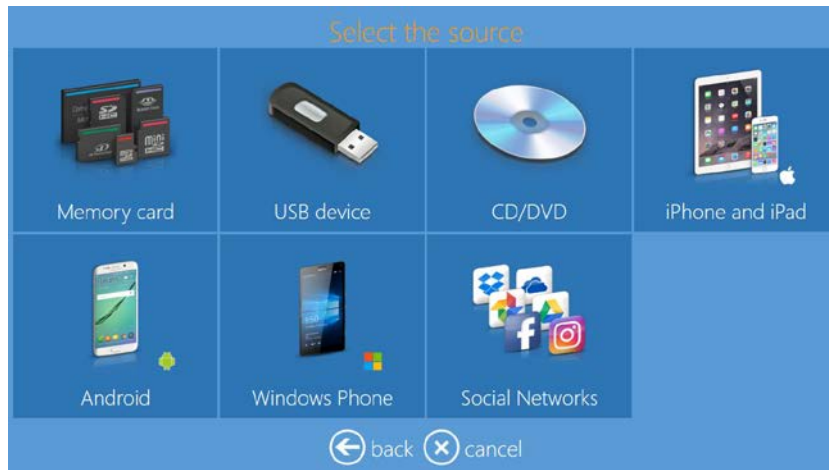 Select the source
Memory card
USB device
CD/DVD
iPhone and iPad
Android
Windows Phone
Social Networks
back
cancel